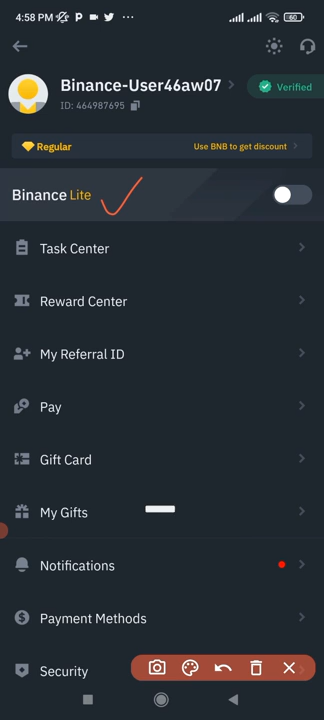 4:58 PM
60
Binance-User46aw07
Verified
ID: 464987695
Regular
Use BNB to get discount
Binance Lite
Task Center
Reward Center
My Referral ID
Pay
Gift Card
My Gifts
Notifications
Payment Methods
Security